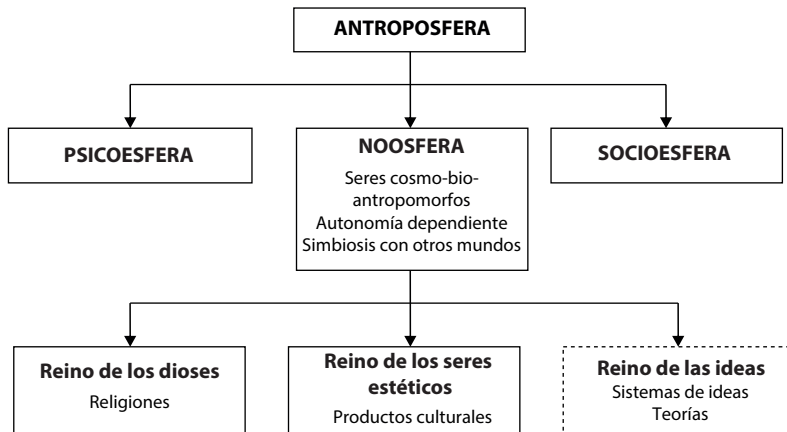 ANTROPOSFERA
PSICOESFERA
NOOSFERA
Seres cosmo-bio-
antropomorfos
Autonomía dependiente
Simbiosis con otros mundos
SOCIOESFERA
Reino de los dioses
Religiones
Reino de los seres
estéticos
Productos culturales
Reino de las ideas
Sistemas de ideas
Teorías